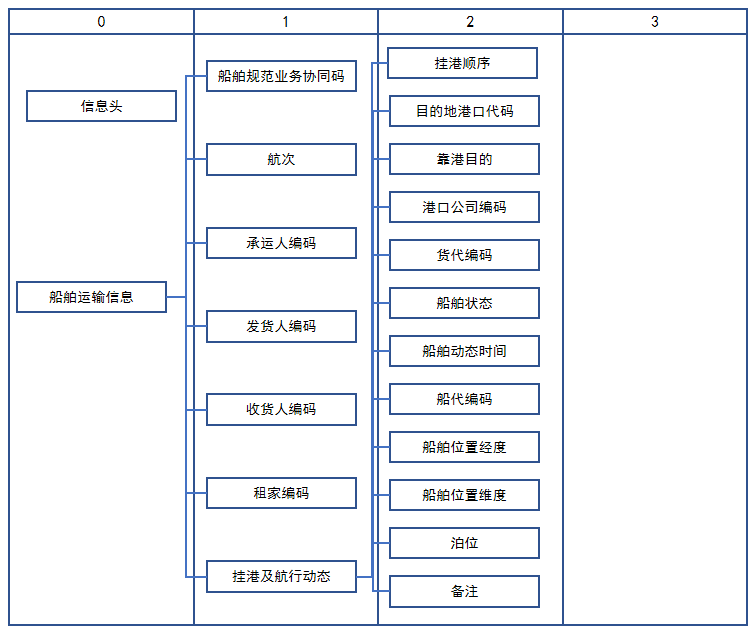 0
1
2
3
信息头
船舶运输信息
船舶规范业务协同码
航次
承运人编码
发货人编码
收货人编码
租家编码
挂港及航行动态
挂港顺序
目的地港口代码
靠港目的
港口公司编码
货代编码
船舶状态
船舶动态时间
船代编码
船舶位置经度
船舶位置维度
泊位
备注